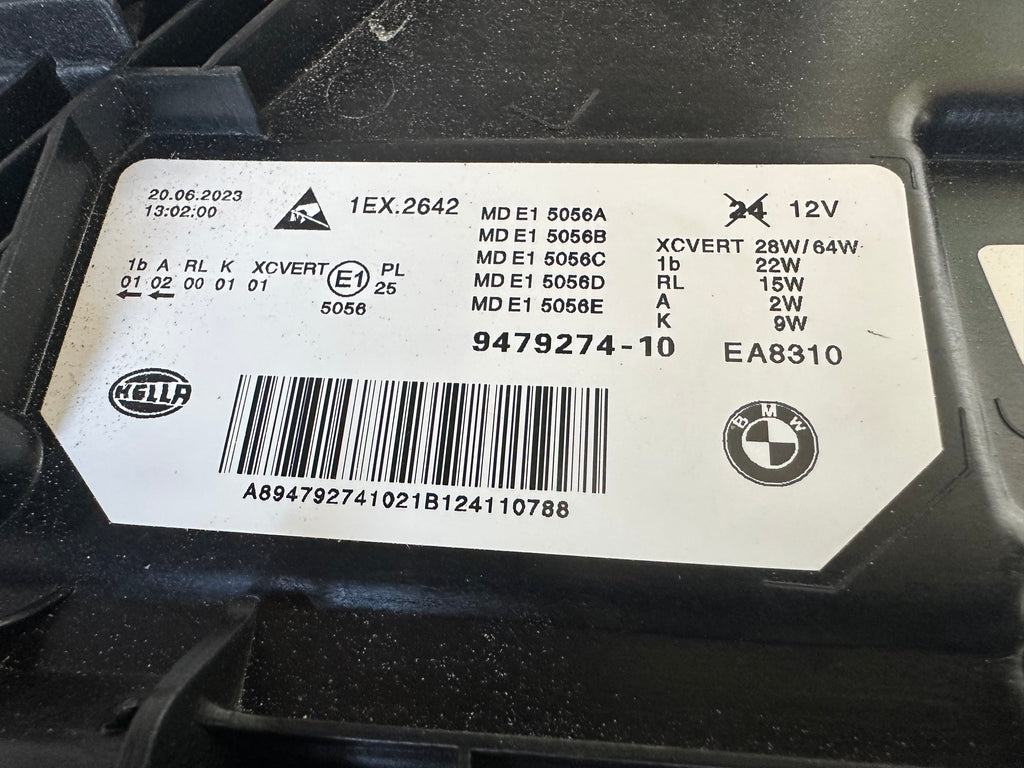 20.06.2023
13:02:00
1EX.2642
MD E1 5056A
MD E1 5056B
MD E1 5056C
MD E1 5056D
MD E1 5056E
24 12V
XCVERT 28W/64W
1b 22W
RL 15W
A 2W
K 9W
1b A RL K XCVERT
01 02 00 01 01
E1
PL
25
5056
9479274-10
EA8310
HELLA
BMW
A894792741021B124110788